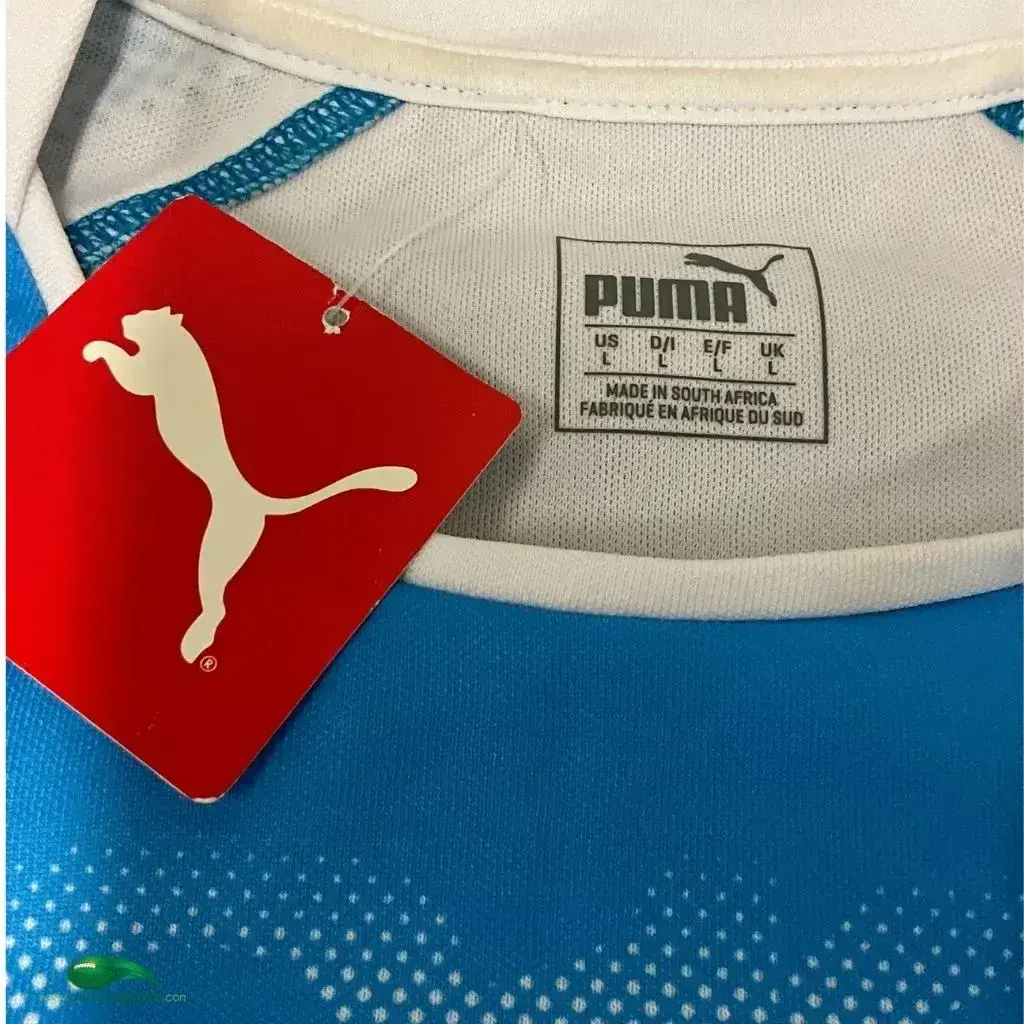 PUMA
US D/I E/F UK
L L L L
MADE IN SOUTH AFRICA
FABRIQUÉ EN AFRIQUE DU SUD
®